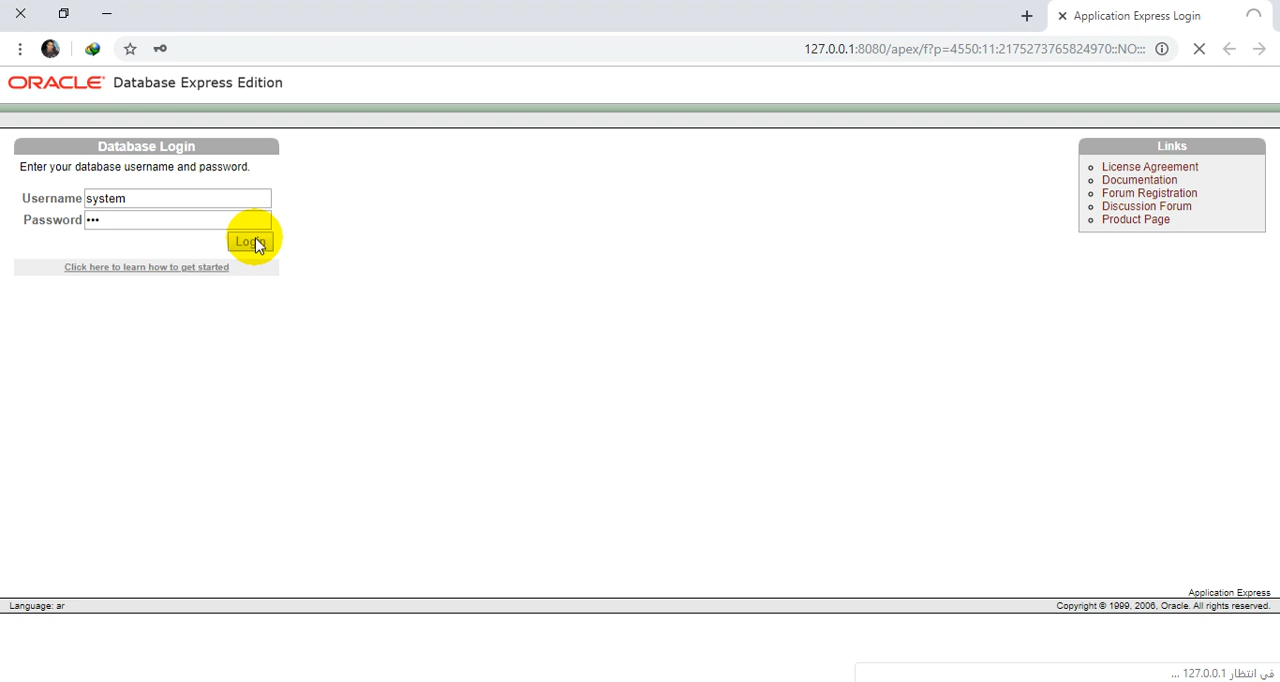 Application Express Login
127.0.0.1:8080/apex/f?p=4550:11:2175273765824970::NO:::
ORACLE Database Express Edition
Database Login
Enter your database username and password.
Username system
Password •••
Login
Click here to learn how to get started
Links
License Agreement
Documentation
Forum Registration
Discussion Forum
Product Page
Application Express
Language: ar
Copyright © 1999, 2006, Oracle. All rights reserved.
في انتظار 127.0.0.1 ...